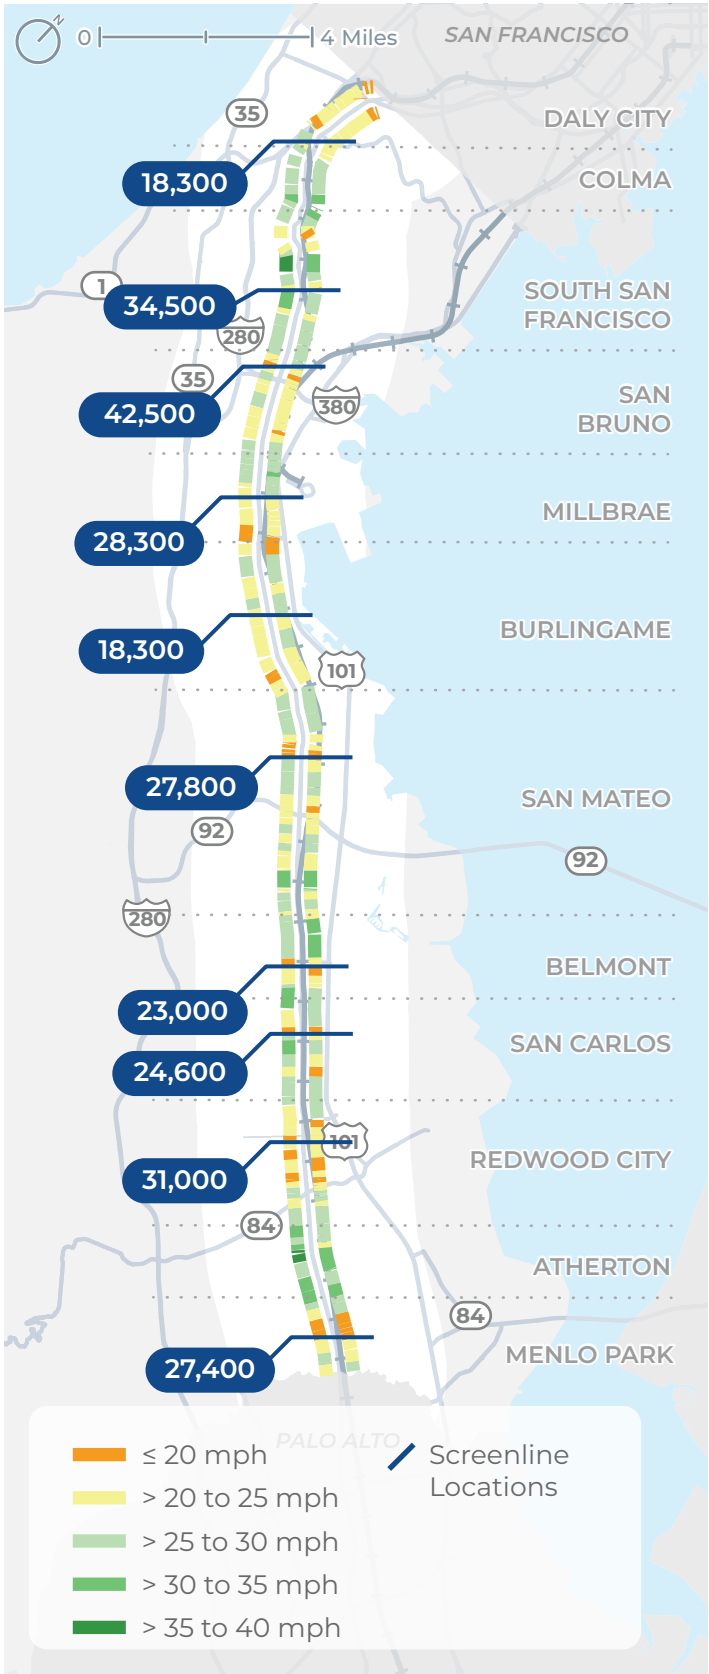 N
0
4 Miles
SAN FRANCISCO
35
DALY CITY
18,300
COLMA
1
34,500
SOUTH SAN
FRANCISCO
280
35
42,500
380
SAN
BRUNO
28,300
MILLBRAE
18,300
BURLINGAME
101
27,800
SAN MATEO
92
92
280
BELMONT
23,000
SAN CARLOS
24,600
101
REDWOOD CITY
31,000
84
ATHERTON
84
MENLO PARK
27,400
PALO ALTO
≤ 20 mph
> 20 to 25 mph
> 25 to 30 mph
> 30 to 35 mph
> 35 to 40 mph
Screenline
Locations